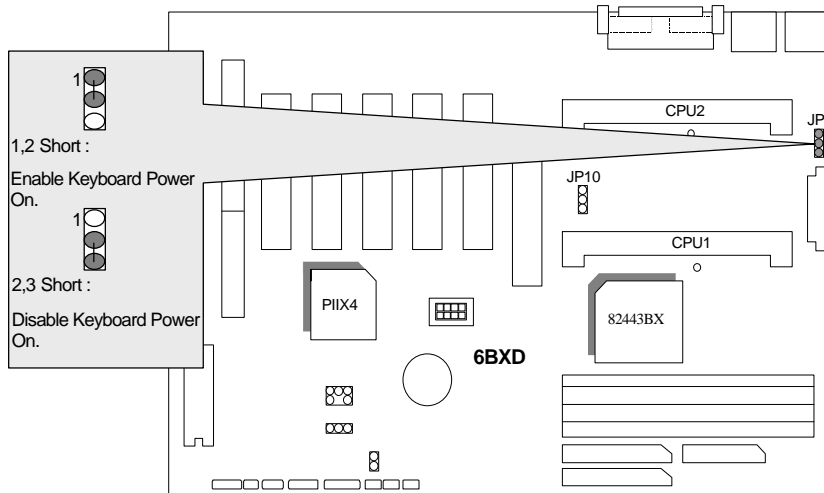 1
1,2 Short :
Enable Keyboard Power
On.
1
2,3 Short :
Disable Keyboard Power
On.
CPU2
JP
JP10
CPU1
PIIX4
82443BX
6BXD